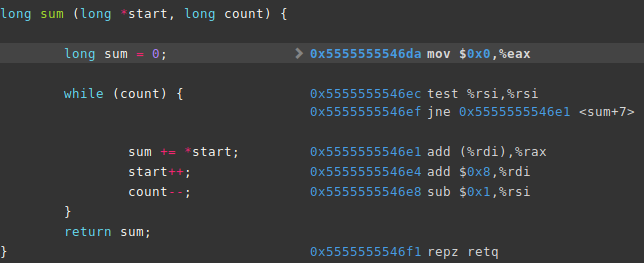 long sum (long *start, long count) {
long sum = 0; > 0x5555555546da mov $0x0,%eax
while (count) { 0x5555555546ec test %rsi,%rsi
0x5555555546ef jne 0x5555555546e1 <sum+7>
sum += *start; 0x5555555546e1 add (%rdi),%rax
start++; 0x5555555546e4 add $0x8,%rdi
count--; 0x5555555546e8 sub $0x1,%rsi
}
return sum;
} 0x5555555546f1 repz retq